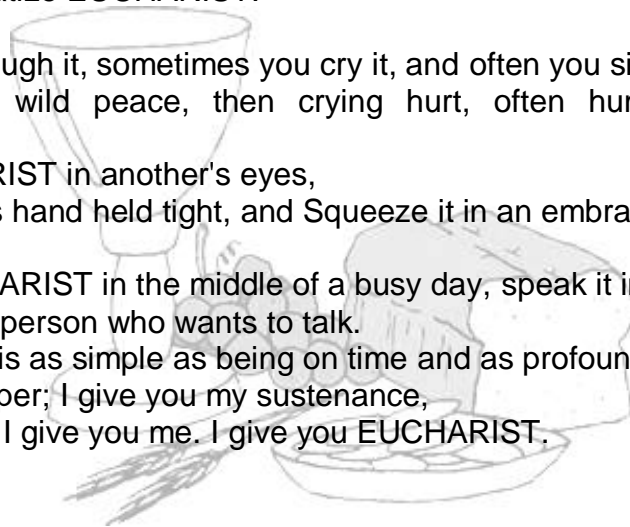 EUCHARIST.
ugh it, sometimes you cry it, and often you si
wild peace, then crying hurt, often hur
RIST in another's eyes,
s hand held tight, and Squeeze it in an embra
ARIST in the middle of a busy day, speak it i
person who wants to talk.
is as simple as being on time and as profoun
per; I give you my sustenance,
I give you me. I give you EUCHARIST.